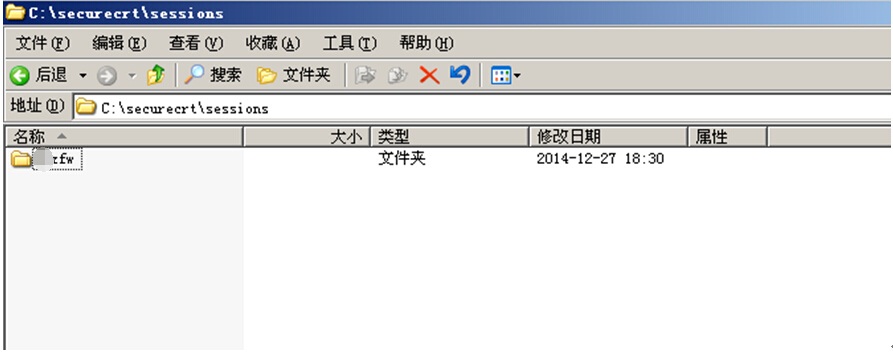 C:\securecrt\sessions
文件(F) 编辑(E) 查看(V) 收藏(A) 工具(T) 帮助(H)
后退 搜索 文件夹
地址(D) C:\securecrt\sessions
名称 大小 类型 修改日期 属性
zfw 文件夹 2014-12-27 18:30